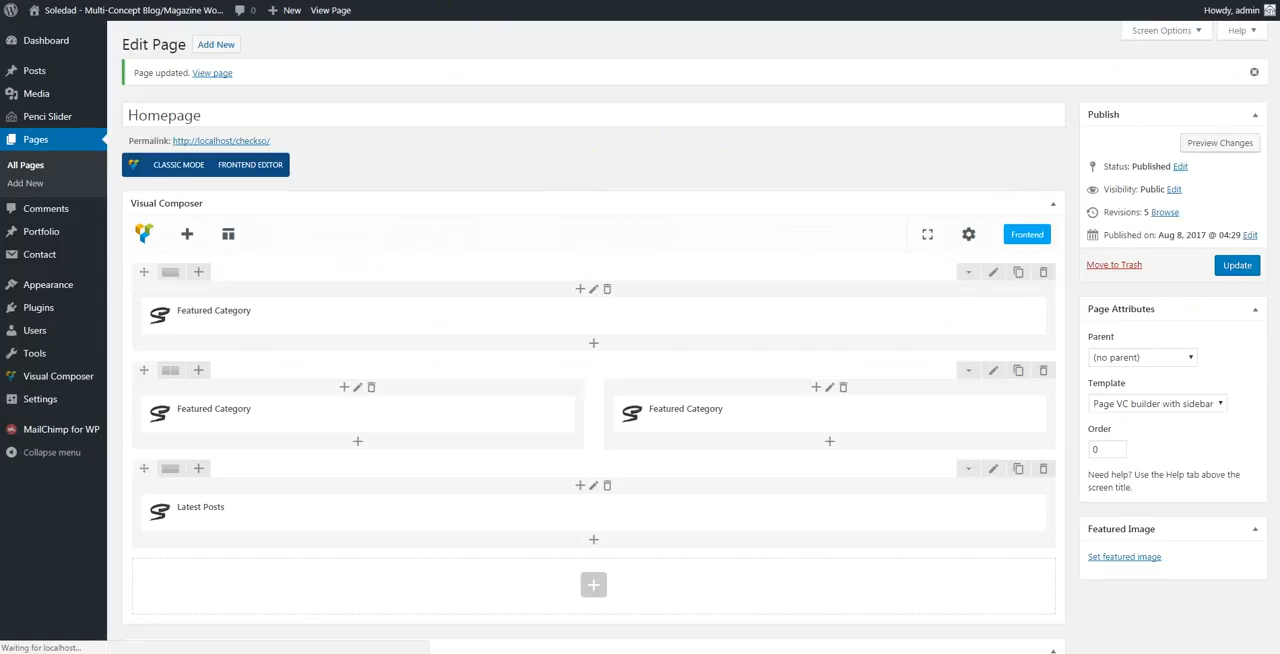 Soledad - Multi-Concept Blog/Magazine Wo... 0 New View Page Howdy, admin
Screen Options Help
Dashboard
Posts
Media
Penci Slider
Pages
All Pages
Add New
Comments
Portfolio
Contact
Appearance
Plugins
Users
Tools
Visual Composer
Settings
MailChimp for WP
Collapse menu
Edit Page Add New
Page updated. View page
Homepage
Permalink: http://localhost/checkso/
CLASSIC MODE FRONTEND EDITOR
Visual Composer
Frontend
Featured Category
Featured Category Featured Category
Latest Posts
Publish
Preview Changes
Status: Published Edit
Visibility: Public Edit
Revisions: 5 Browse
Published on: Aug 8, 2017 @ 04:29 Edit
Move to Trash Update
Page Attributes
Parent
(no parent)
Template
Page VC builder with sidebar
Order
0
Need help? Use the Help tab above the
screen title.
Featured Image
Set featured image
Waiting for localhost...